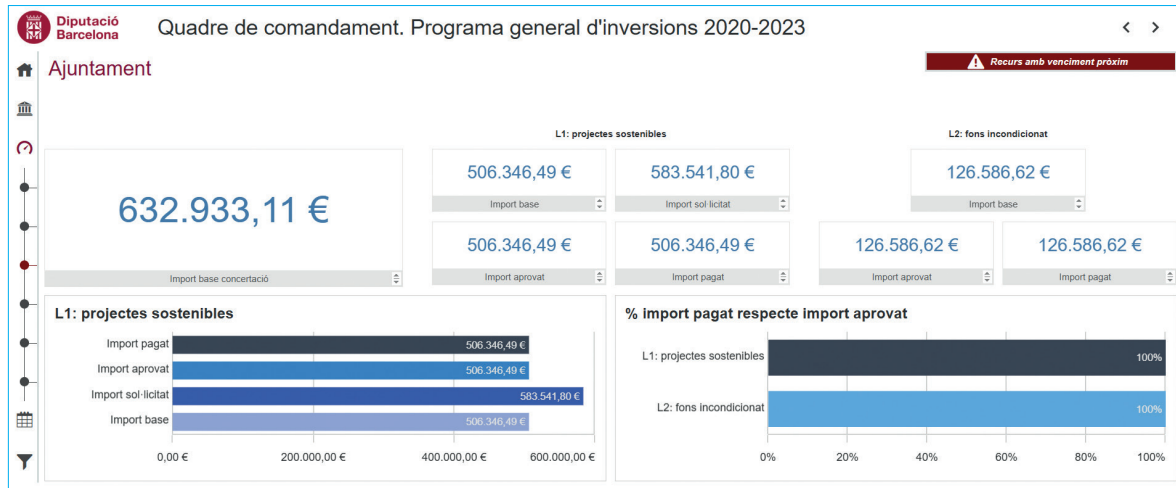 Diputació
Barcelona
Quadre de comandament. Programa general d'inversions 2020-2023
Ajuntament
Recurs amb venciment pròxim
L1: projectes sostenibles
L2: fons incondicionat
632.933,11 €
Import base concertació
506.346,49 €
Import base
583.541,80 €
Import sol·licitat
126.586,62 €
Import base
506.346,49 €
Import aprovat
506.346,49 €
Import pagat
126.586,62 €
Import aprovat
126.586,62 €
Import pagat
L1: projectes sostenibles
Import pagat
506.346,49 €
Import aprovat
506.346,49 €
Import sol·licitat
583.541,80 €
Import base
506.346,49 €
0,00 €
200.000,00 €
400.000,00 €
600.000,00 €
% import pagat respecte import aprovat
L1: projectes sostenibles
100%
L2: fons incondicionat
100%
0%
20%
40%
60%
80%
100%